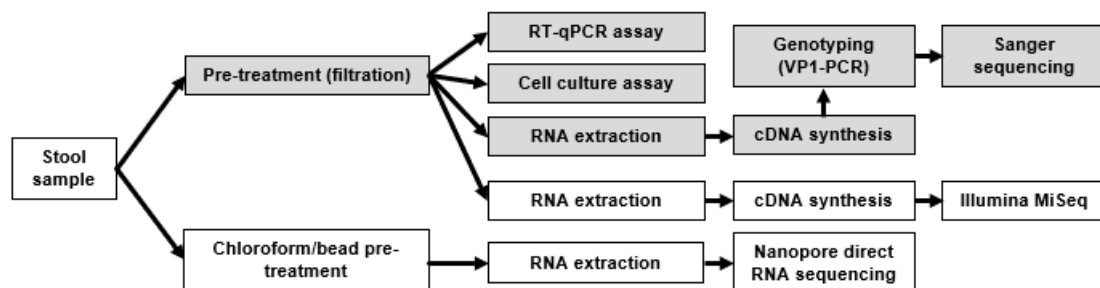 Stool
sample
Pre-treatment (filtration)
Chloroform/bead pre-
treatment
RT-qPCR assay
Cell culture assay
RNA extraction
cDNA synthesis
Genotyping
(VP1-PCR)
Sanger
sequencing
RNA extraction
cDNA synthesis
Illumina MiSeq
RNA extraction
Nanopore direct
RNA sequencing